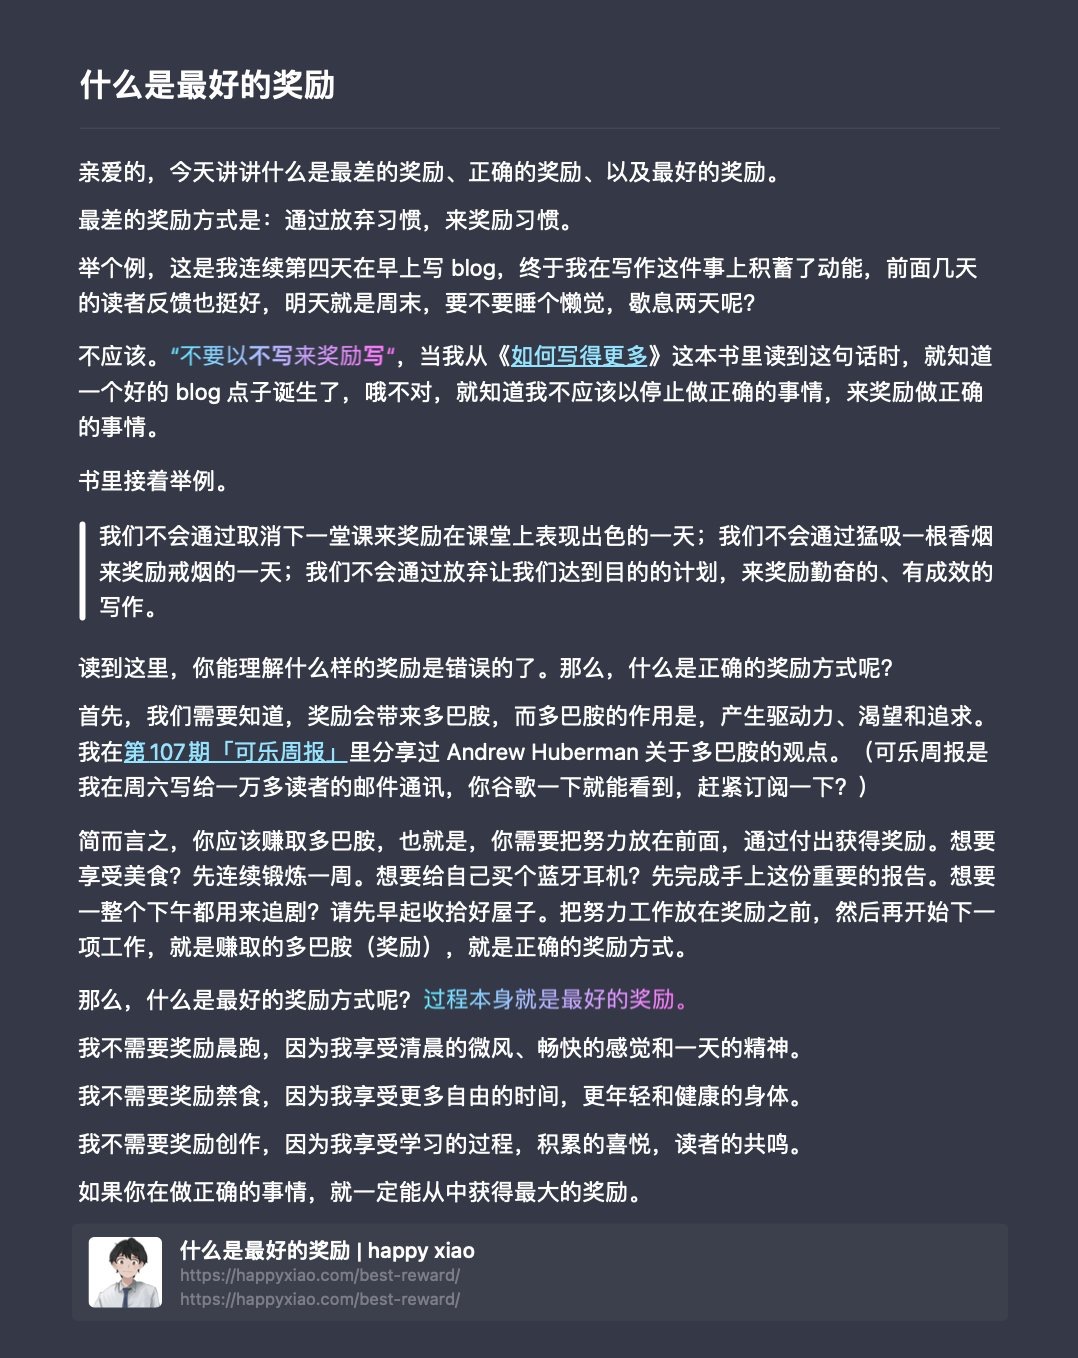 什么是最好的奖励
亲爱的，今天讲讲什么是最差的奖励、正确的奖励、以及最好的奖励。
最差的奖励方式是：通过放弃习惯，来奖励习惯。
举个例，这是我连续第四天在早上写 blog，终于我在写作这件事上积蓄了动能，前面几天
的读者反馈也挺好，明天就是周末，要不要睡个懒觉，歇息两天呢？
不应该。“不要以不写来奖励写“，当我从《如何写得更多》这本书里读到这句话时，就知道
一个好的 blog 点子诞生了，哦不对，就知道我不应该以停止做正确的事情，来奖励做正确
的事情。
书里接着举例。
我们不会通过取消下一堂课来奖励在课堂上表现出色的一天；我们不会通过猛吸一根香烟
来奖励戒烟的一天；我们不会通过放弃让我们达到目的的计划，来奖励勤奋的、有成效的
写作。
读到这里，你能理解什么样的奖励是错误的了。那么，什么是正确的奖励方式呢？
首先，我们需要知道，奖励会带来多巴胺，而多巴胺的作用是，产生驱动力、渴望和追求。
我在第107期「可乐周报」里分享过 Andrew Huberman 关于多巴胺的观点。（可乐周报是
我在周六写给一万多读者的邮件通讯，你谷歌一下就能看到，赶紧订阅一下？）
简而言之，你应该赚取多巴胺，也就是，你需要把努力放在前面，通过付出获得奖励。想要
享受美食？先连续锻炼一周。想要给自己买个蓝牙耳机？先完成手上这份重要的报告。想要
一整个下午都用来追剧？请先早起收拾好屋子。把努力工作放在奖励之前，然后再开始下一
项工作，就是赚取的多巴胺（奖励），就是正确的奖励方式。
那么，什么是最好的奖励方式呢？过程本身就是最好的奖励。
我不需要奖励晨跑，因为我享受清晨的微风、畅快的感觉和一天的精神。
我不需要奖励禁食，因为我享受更多自由的时间，更年轻和健康的身体。
我不需要奖励创作，因为我享受学习的过程，积累的喜悦，读者的共鸣。
如果你在做正确的事情，就一定能从中获得最大的奖励。
什么是最好的奖励 | happy xiao
https://happyxiao.com/best-reward/
https://happyxiao.com/best-reward/